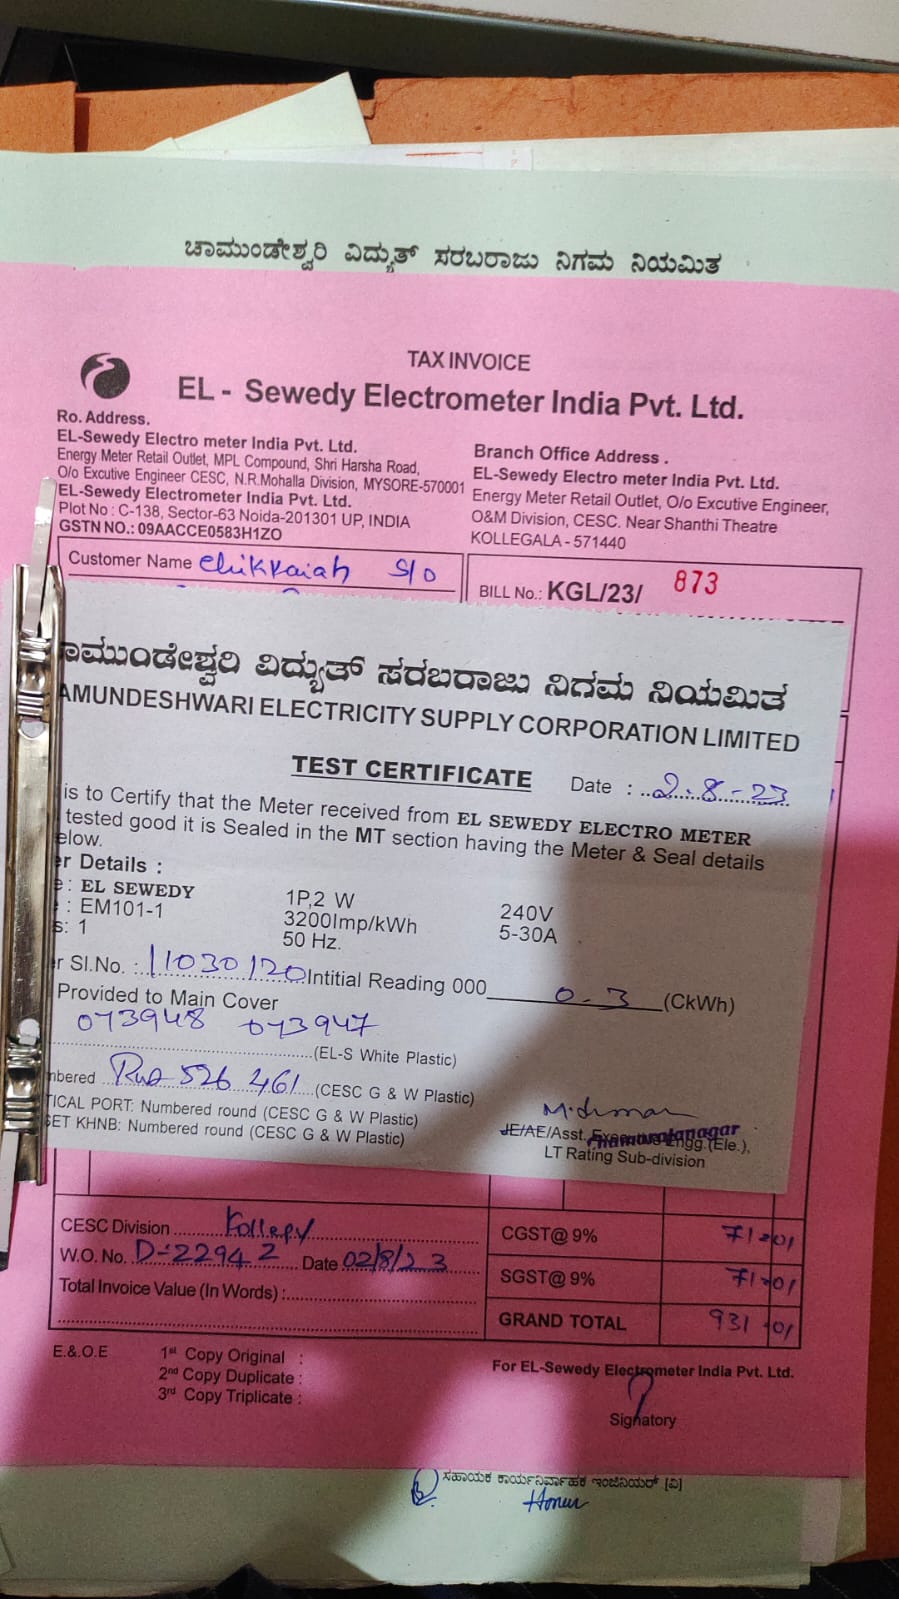 ಚಾಮುಂಡೇಶ್ವರಿ ವಿದ್ಯುತ್ ಸರಬರಾಜು ನಿಗಮ ನಿಯಮಿತ
TAX INVOICE
EL - Sewedy Electrometer India Pvt. Ltd.
Ro. Address.
EL-Sewedy Electro meter India Pvt. Ltd.
Energy Meter Retail Outlet, MPL Compound, Shri Harsha Road,
O/o Excutive Engineer CESC, N.R.Mohalla Division, MYSORE-570001
EL-Sewedy Electrometer India Pvt. Ltd.
Plot No : C-138, Sector-63 Noida-201301 UP, INDIA
GSTN NO.: 09AACCE0583H1ZO
Branch Office Address .
EL-Sewedy Electro meter India Pvt. Ltd.
Energy Meter Retail Outlet, O/o Excutive Engineer,
O&M Division, CESC. Near Shanthi Theatre
KOLLEGALA - 571440
Customer Name Chikkaiah S/o
BILL No.: KGL/23/ 873
ಾಮುಂಡೇಶ್ವರಿ ವಿದ್ಯುತ್ ಸರಬರಾಜು ನಿಗಮ ನಿಯಮಿತ
AMUNDESHWARI ELECTRICITY SUPPLY CORPORATION LIMITED
TEST CERTIFICATE Date : 2-8-23
is to Certify that the Meter received from EL SEWEDY ELECTRO METER
tested good it is Sealed in the MT section having the Meter & Seal details
elow.
er Details :
e: EL SEWEDY 1P,2 W 240V
: EM101-1 3200Imp/kWh 5-30A
s: 1 50 Hz.
er Sl.No. : 11030120 Intitial Reading 000 0.3 (CkWh)
Provided to Main Cover
073948 073947
(EL-S White Plastic)
mbered 526 461 (CESC G & W Plastic)
TICAL PORT: Numbered round (CESC G & W Plastic)
SET KHNB: Numbered round (CESC G & W Plastic)
JE/AE/Asst. Executive Engg.(Ele.),
Chamarajanagar
LT Rating Sub-division
CESC Division
W.O. No. D-22942 Date 02/8/23
Total Invoice Value (In Words) :
CGST@ 9% 71=01
SGST@ 9% 71=01
GRAND TOTAL 931=01
E.&.O.E 1st Copy Original :
2nd Copy Duplicate :
3rd Copy Triplicate :
For EL-Sewedy Electrometer India Pvt. Ltd.
Signatory
ಸಹಾಯಕ ಕಾರ್ಯನಿರ್ವಾಹಕ ಇಂಜಿನಿಯರ್ [ವಿ]